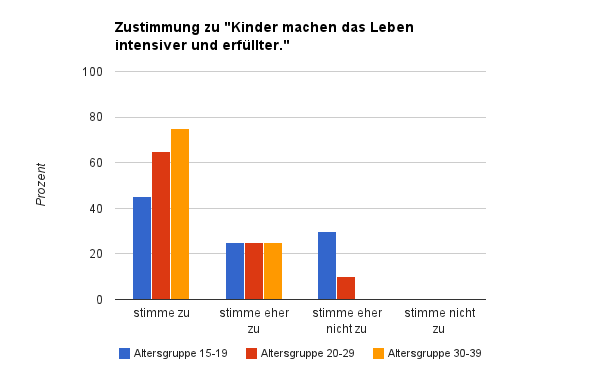 Zustimmung zu "Kinder machen das Leben
intensiver und erfüllter."
100
80
60
40
20
0
Prozent
stimme zu
stimme eher
zu
stimme eher
nicht zu
stimme nicht
zu
Altersgruppe 15-19
Altersgruppe 20-29
Altersgruppe 30-39